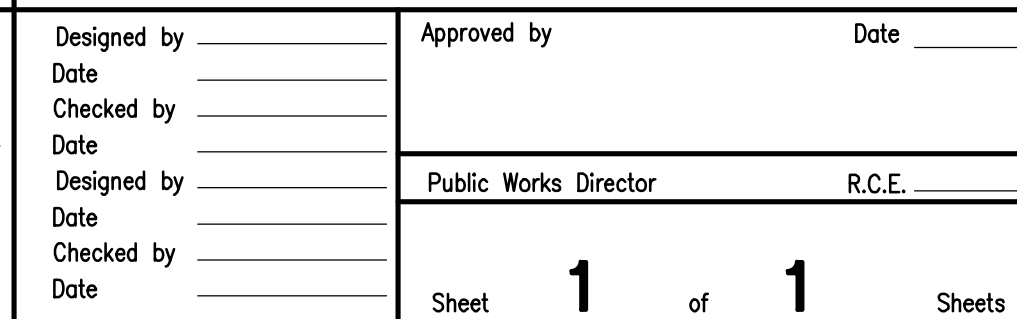 Designed by
Date
Checked by
Date
Designed by
Date
Checked by
Date
Approved by Date
Public Works Director R.C.E.
Sheet 1 of 1 Sheets